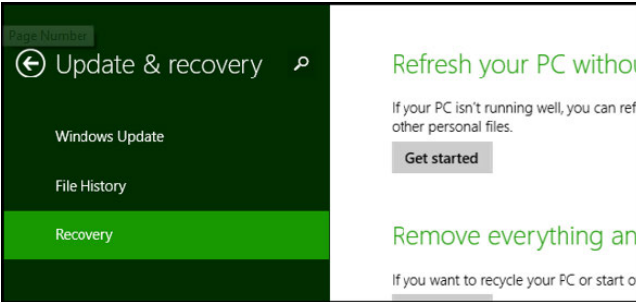 Page Number
Update & recovery
Windows Update
File History
Recovery
Refresh your PC withou
If your PC isn't running well, you can ref
other personal files.
Get started
Remove everything an
If you want to recycle your PC or start o